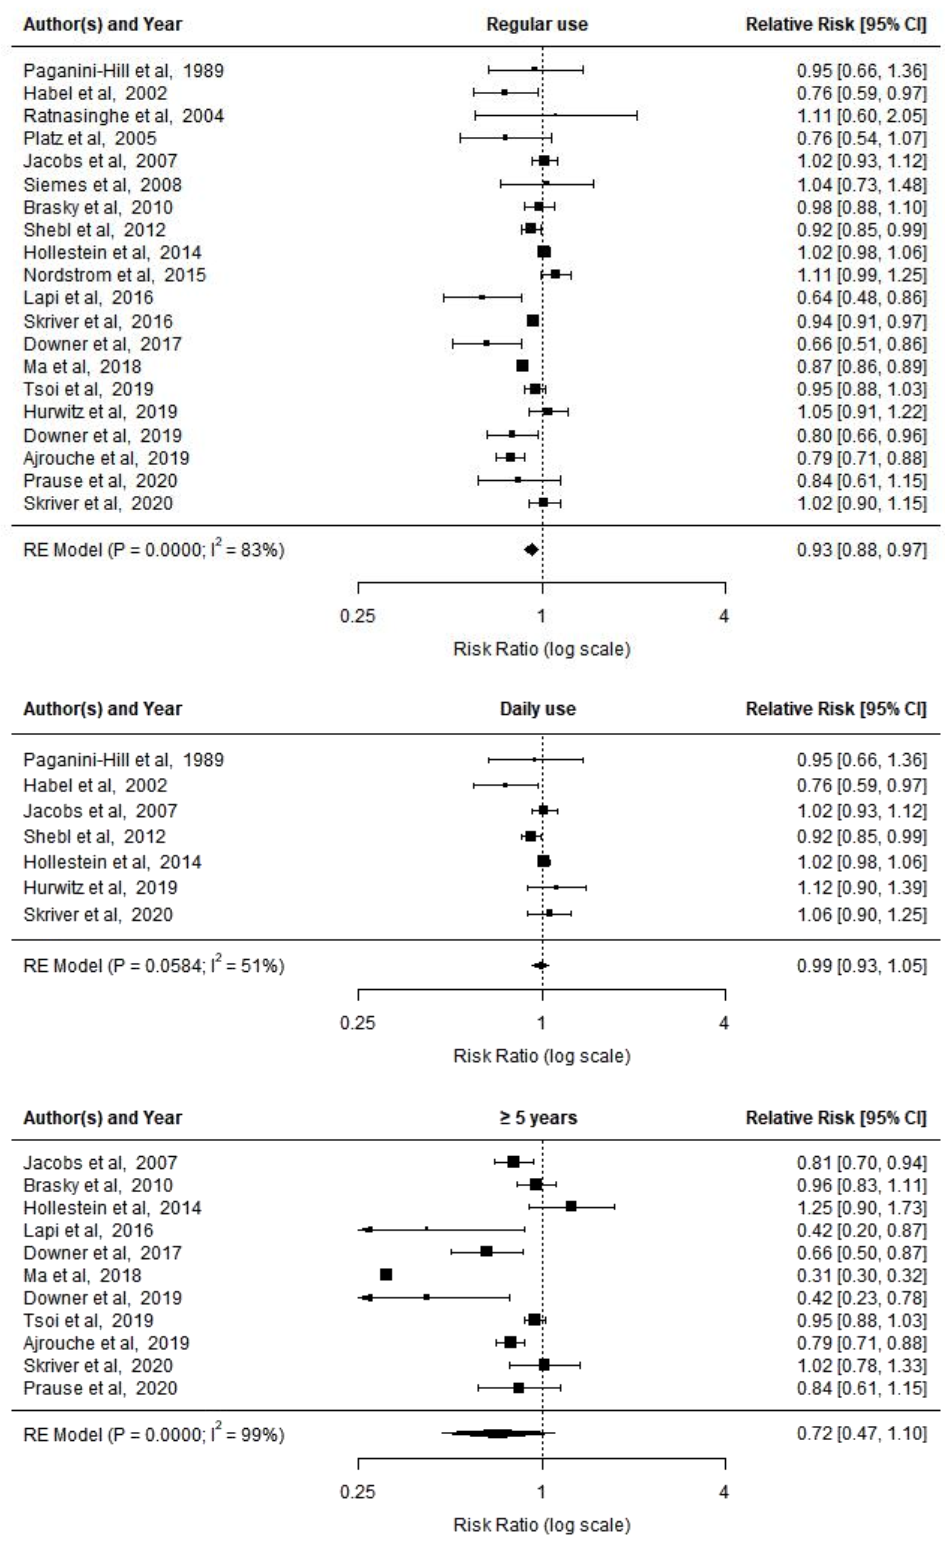 Author(s) and Year Regular use Relative Risk [95% CI]
Paganini-Hill et al, 1989 0.95 [0.66, 1.36]
Habel et al, 2002 0.76 [0.59, 0.97]
Ratnasinghe et al, 2004 1.11 [0.60, 2.05]
Platz et al, 2005 0.76 [0.54, 1.07]
Jacobs et al, 2007 1.02 [0.93, 1.12]
Siemes et al, 2008 1.04 [0.73, 1.48]
Brasky et al, 2010 0.98 [0.88, 1.10]
Shebl et al, 2012 0.92 [0.85, 0.99]
Hollestein et al, 2014 1.02 [0.98, 1.06]
Nordstrom et al, 2015 1.11 [0.99, 1.25]
Lapi et al, 2016 0.64 [0.48, 0.86]
Skriver et al, 2016 0.94 [0.91, 0.97]
Downer et al, 2017 0.66 [0.51, 0.86]
Ma et al, 2018 0.87 [0.86, 0.89]
Tsoi et al, 2019 0.95 [0.88, 1.03]
Hurwitz et al, 2019 1.05 [0.91, 1.22]
Downer et al, 2019 0.80 [0.66, 0.96]
Ajrouche et al, 2019 0.79 [0.71, 0.88]
Prause et al, 2020 0.84 [0.61, 1.15]
Skriver et al, 2020 1.02 [0.90, 1.15]
RE Model (P = 0.0000; I² = 83%) 0.93 [0.88, 0.97]
0.25 1 4
Risk Ratio (log scale)
Author(s) and Year Daily use Relative Risk [95% CI]
Paganini-Hill et al, 1989 0.95 [0.66, 1.36]
Habel et al, 2002 0.76 [0.59, 0.97]
Jacobs et al, 2007 1.02 [0.93, 1.12]
Shebl et al, 2012 0.92 [0.85, 0.99]
Hollestein et al, 2014 1.02 [0.98, 1.06]
Hurwitz et al, 2019 1.12 [0.90, 1.39]
Skriver et al, 2020 1.06 [0.90, 1.25]
RE Model (P = 0.0584; I² = 51%) 0.99 [0.93, 1.05]
0.25 1 4
Risk Ratio (log scale)
Author(s) and Year ≥ 5 years Relative Risk [95% CI]
Jacobs et al, 2007 0.81 [0.70, 0.94]
Brasky et al, 2010 0.96 [0.83, 1.11]
Hollestein et al, 2014 1.25 [0.90, 1.73]
Lapi et al, 2016 0.42 [0.20, 0.87]
Downer et al, 2017 0.66 [0.50, 0.87]
Ma et al, 2018 0.31 [0.30, 0.32]
Downer et al, 2019 0.42 [0.23, 0.78]
Tsoi et al, 2019 0.95 [0.88, 1.03]
Ajrouche et al, 2019 0.79 [0.71, 0.88]
Skriver et al, 2020 1.02 [0.78, 1.33]
Prause et al, 2020 0.84 [0.61, 1.15]
RE Model (P = 0.0000; I² = 99%) 0.72 [0.47, 1.10]
0.25 1 4
Risk Ratio (log scale)